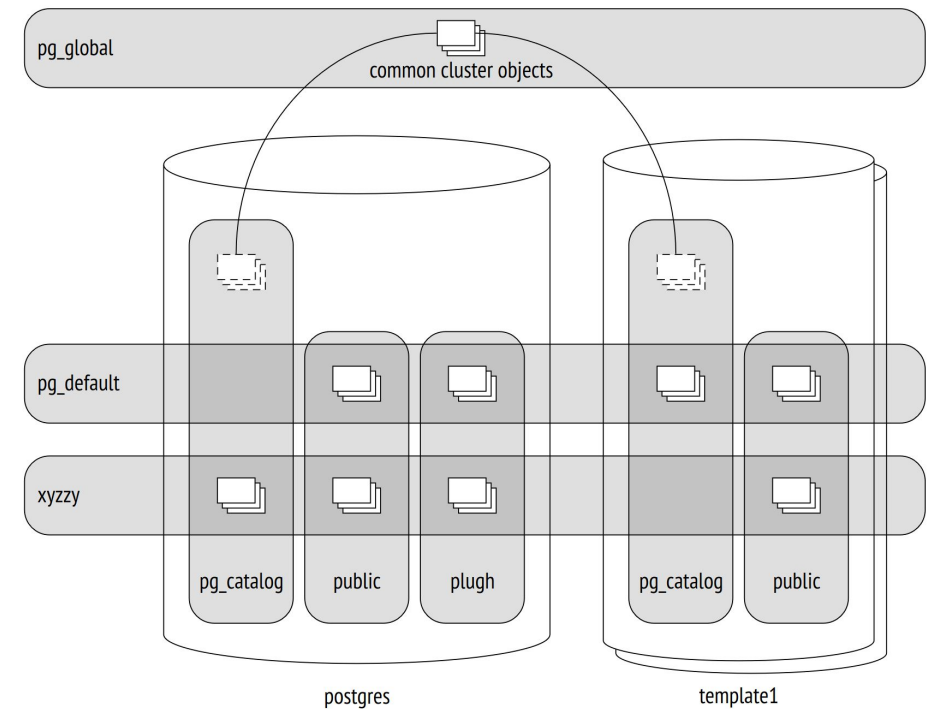 pg_global
common cluster objects
pg_default
xyzzy
pg_catalog
public
plugh
pg_catalog
public
postgres
template1